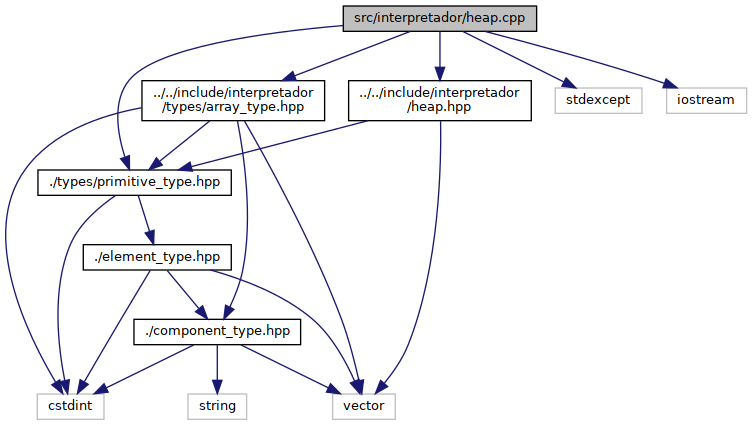 src/interpretador/heap.cpp
../../include/interpretador
/types/array_type.hpp
../../include/interpretador
/heap.hpp
stdexcept
iostream
./types/primitive_type.hpp
./element_type.hpp
./component_type.hpp
cstdint
string
vector